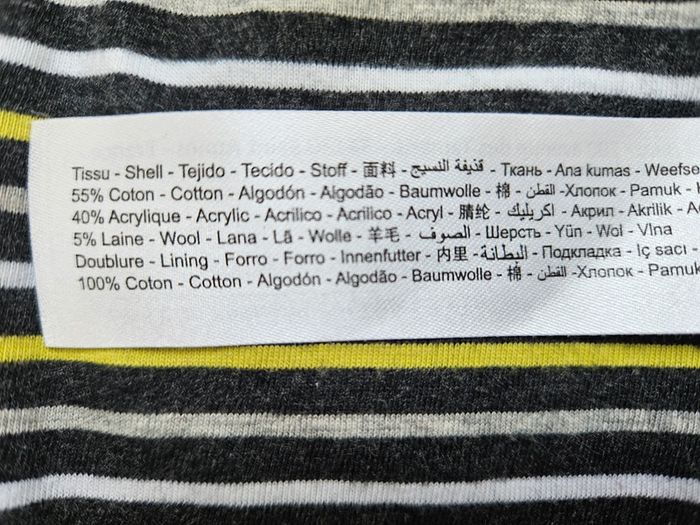 Tissu - Shell - Tejido - Tecido - Stoff - 面料 - قذيفة النسيج - Ткань - Ana kumas - Weefse
55% Coton - Cotton - Algodón - Algodão - Baumwolle - 棉 - القطن -Хлопок - Pamuk -
40% Acrylique - Acrylic - Acrilico - Acrilico - Acryl - 腈纶 - اكريليك - Акрил - Akrilik - A
5% Laine - Wool - Lana - Lã - Wolle - 羊毛 - الصوف - Шерсть - Yün - Wol - Vlna
Doublure - Lining - Forro - Forro - Innenfutter - 内里 - البطانة - Подкладка - Iç sacı -
100% Coton - Cotton - Algodón - Algodão - Baumwolle - 棉 - القطن -Хлопок - Pamuk